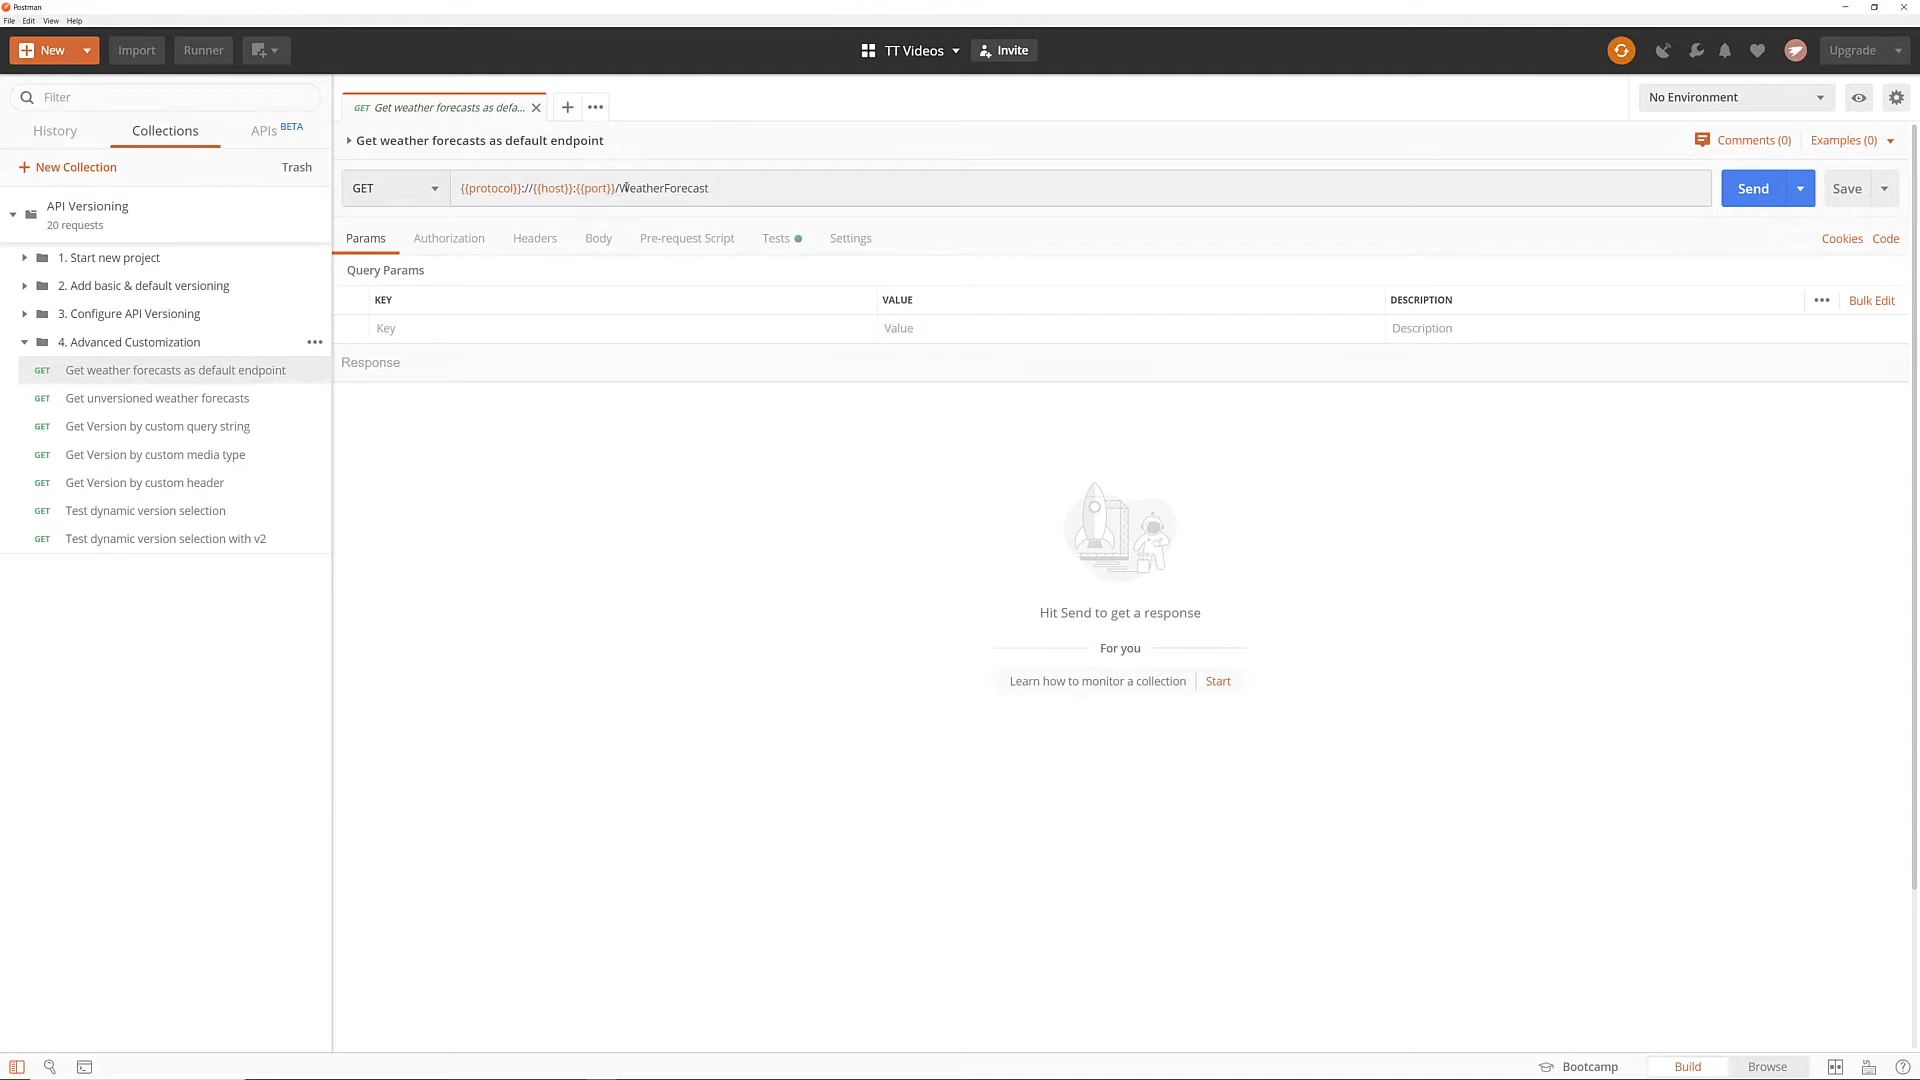 Postman
File Edit View Help
New Import Runner TT Videos Invite Upgrade
Filter
History Collections APIs BETA
New Collection Trash
API Versioning
20 requests
1. Start new project
2. Add basic & default versioning
3. Configure API Versioning
4. Advanced Customization
GET Get weather forecasts as default endpoint
GET Get unversioned weather forecasts
GET Get Version by custom query string
GET Get Version by custom media type
GET Get Version by custom header
GET Test dynamic version selection
GET Test dynamic version selection with v2
GET Get weather forecasts as defa...
No Environment
Get weather forecasts as default endpoint
Comments (0) Examples (0)
GET {{protocol}}://{{host}}:{{port}}/WeatherForecast Send Save
Params Authorization Headers Body Pre-request Script Tests Settings Cookies Code
Query Params
KEY VALUE DESCRIPTION Bulk Edit
Key Value Description
Response
Hit Send to get a response
For you
Learn how to monitor a collection Start
Bootcamp Build Browse